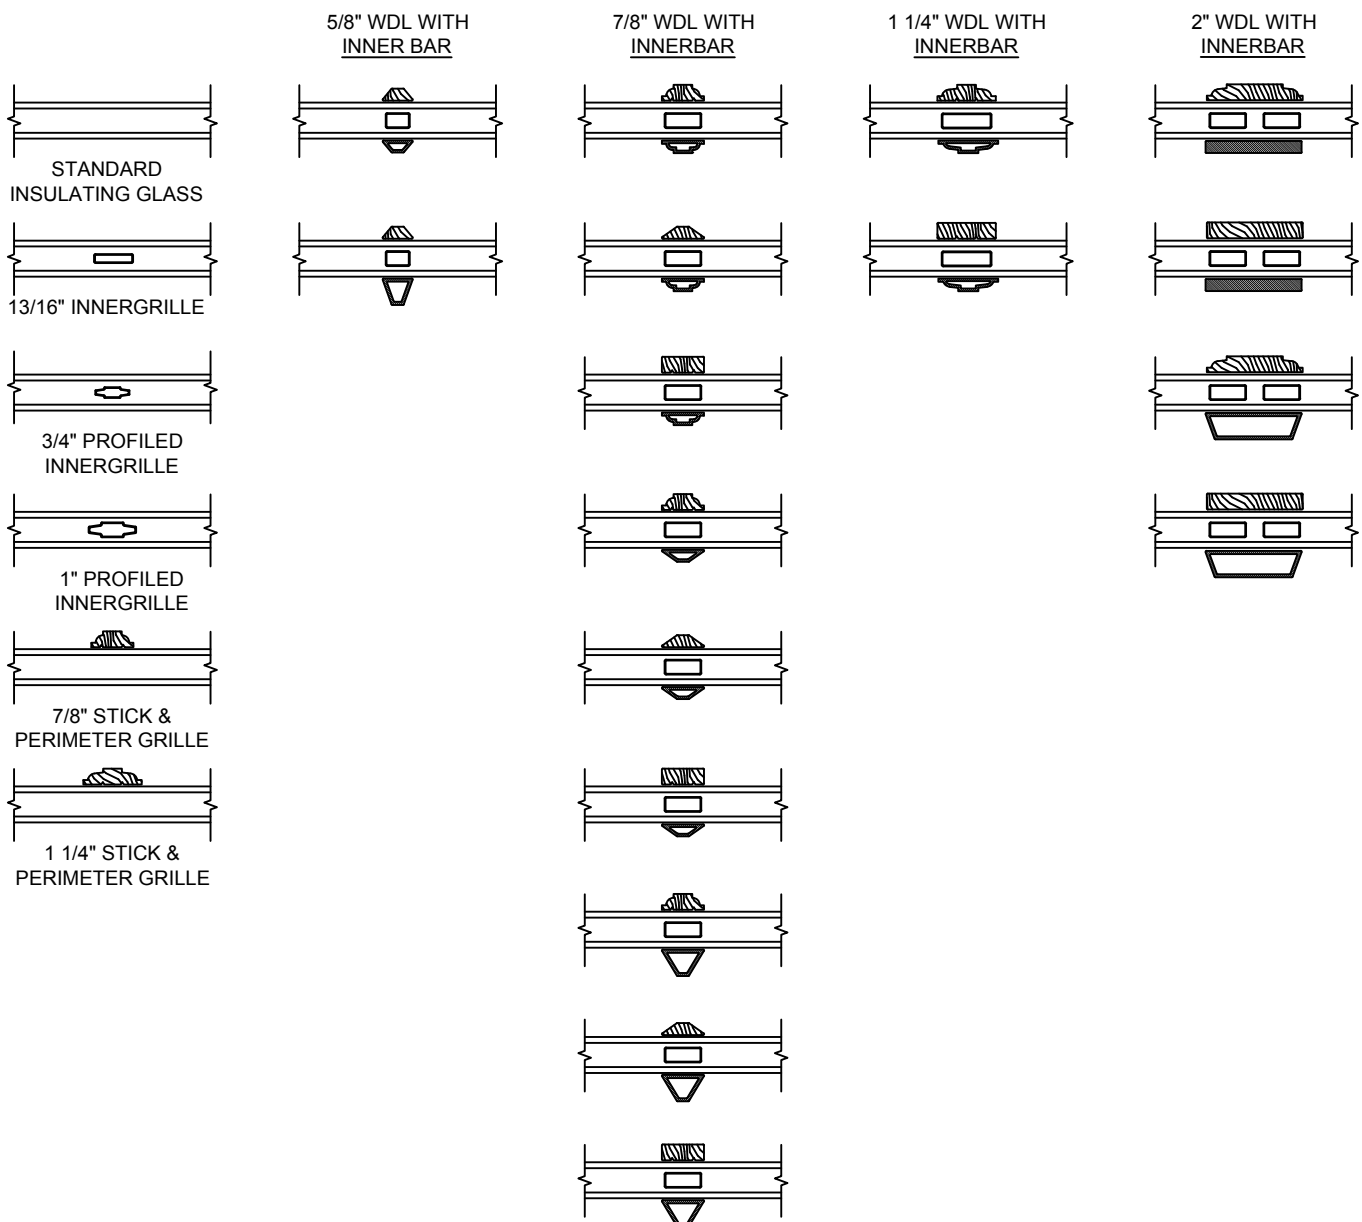 5/8" WDL WITH
INNER BAR
7/8" WDL WITH
INNERBAR
1 1/4" WDL WITH
INNERBAR
2" WDL WITH
INNERBAR
STANDARD
INSULATING GLASS
13/16" INNERGRILLE
3/4" PROFILED
INNERGRILLE
1" PROFILED
INNERGRILLE
7/8" STICK &
PERIMETER GRILLE
1 1/4" STICK &
PERIMETER GRILLE